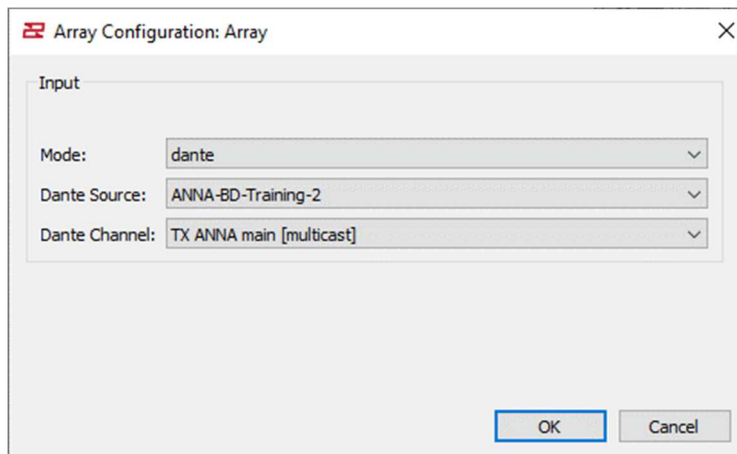 Array Configuration: Array
Input
Mode: dante
Dante Source: ANNA-BD-Training-2
Dante Channel: TX ANNA main [multicast]
OK Cancel